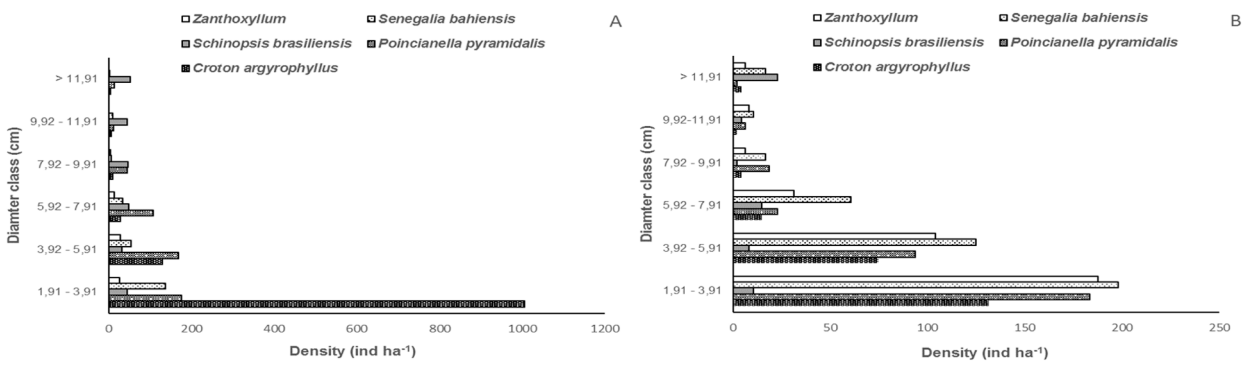 Zanthoxyllum Senegalia bahiensis A
Schinopsis brasiliensis Poincianella pyramidalis
Croton argyrophyllus
Diamter class (cm)
> 11,91
9,92 - 11,91
7,92 - 9,91
5,92 - 7,91
3,92 - 5,91
1,91 - 3,91
0 200 400 600 800 1000 1200
Density (ind ha-1)
Zanthoxyllum Senegalia bahiensis B
Schinopsis brasiliensis Poincianella pyramidalis
Croton argyrophyllus
Diamter class (cm)
> 11,91
9,92-11,91
7,92 - 9,91
5,92 - 7,91
3,92 - 5,91
1,91 - 3,91
0 50 100 150 200 250
Density (ind ha-1)